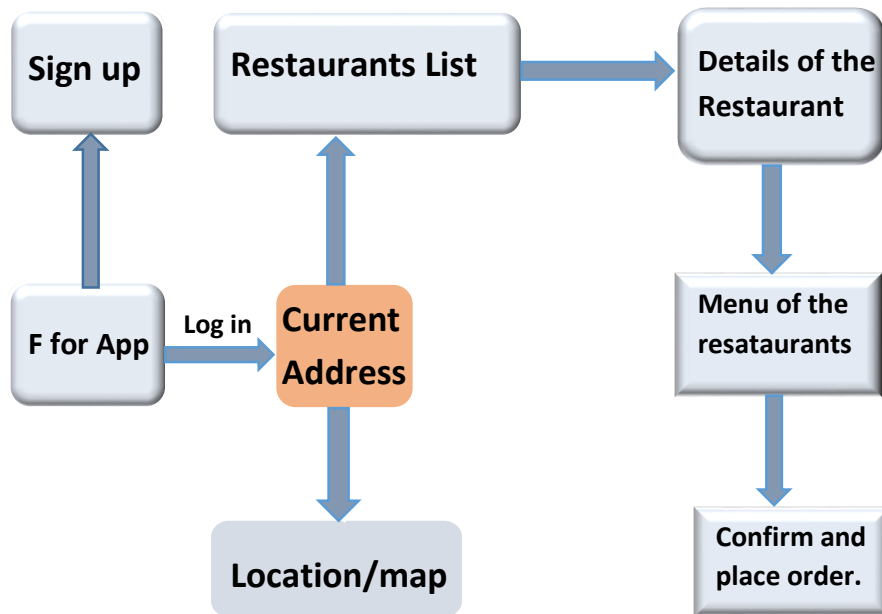 Sign up
Restaurants List
Details of the
Restaurant
F for App
Log in
Current
Address
Menu of the
resataurants
Location/map
Confirm and
place order.